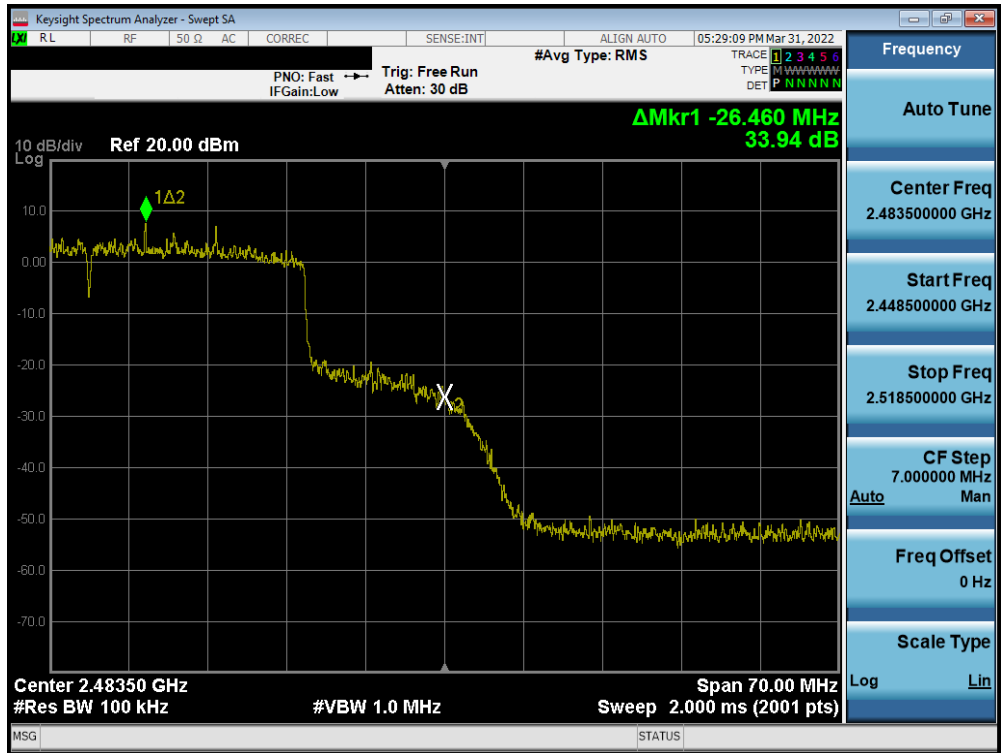 Keysight Spectrum Analyzer - Swept SA
LXI RL RF 50 Ω AC CORREC SENSE:INT ALIGN AUTO 05:29:09 PM Mar 31, 2022
PNO: Fast Trig: Free Run #Avg Type: RMS TRACE 1 2 3 4 5 6
IFGain:Low Atten: 30 dB TYPE M W W W W W
DET P N N N N N
ΔMkr1 -26.460 MHz
33.94 dB
10 dB/div Ref 20.00 dBm
Log
1Δ2
10.0
0.00
-10.0
-20.0
2
-30.0
-40.0
-50.0
-60.0
-70.0
Center 2.48350 GHz Span 70.00 MHz
#Res BW 100 kHz #VBW 1.0 MHz Sweep 2.000 ms (2001 pts)
MSG STATUS
Frequency
Auto Tune
Center Freq
2.483500000 GHz
Start Freq
2.448500000 GHz
Stop Freq
2.518500000 GHz
CF Step
7.000000 MHz
Auto Man
Freq Offset
0 Hz
Scale Type
Log Lin